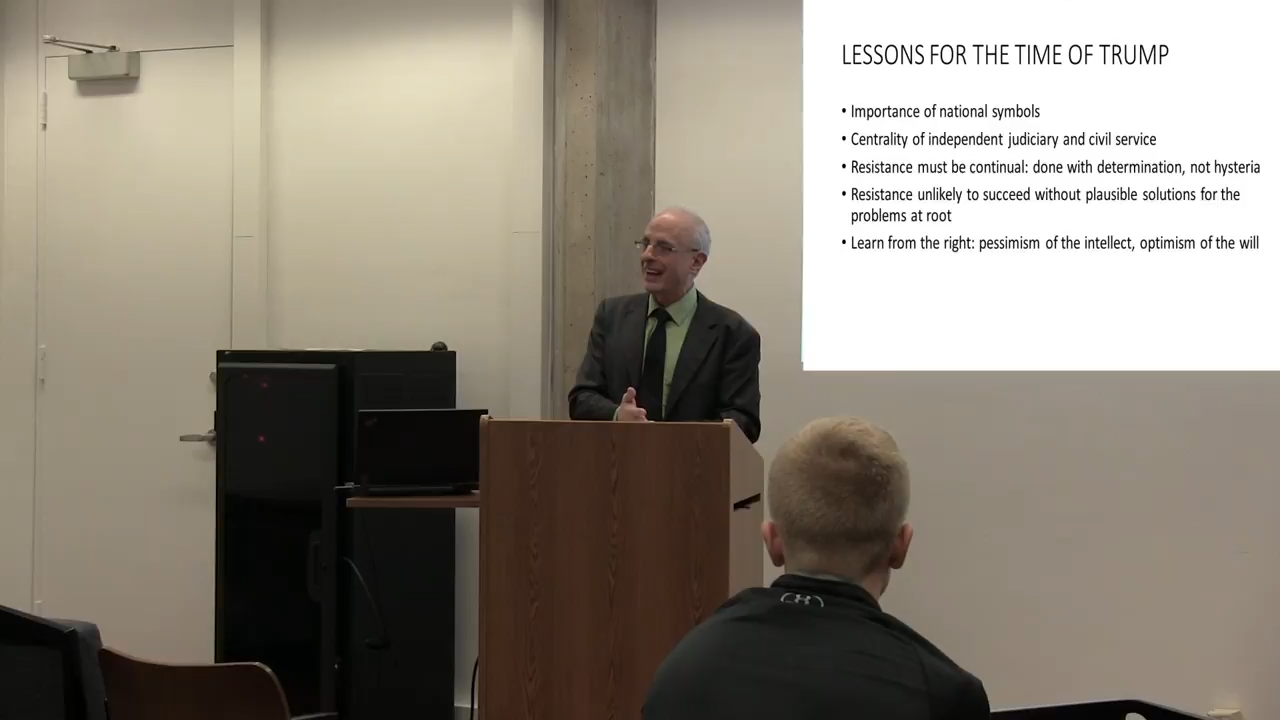 LESSONS FOR THE TIME OF TRUMP
• Importance of national symbols
• Centrality of independent judiciary and civil service
• Resistance must be continual: done with determination, not hysteria
• Resistance unlikely to succeed without plausible solutions for the
problems at root
• Learn from the right: pessimism of the intellect, optimism of the will